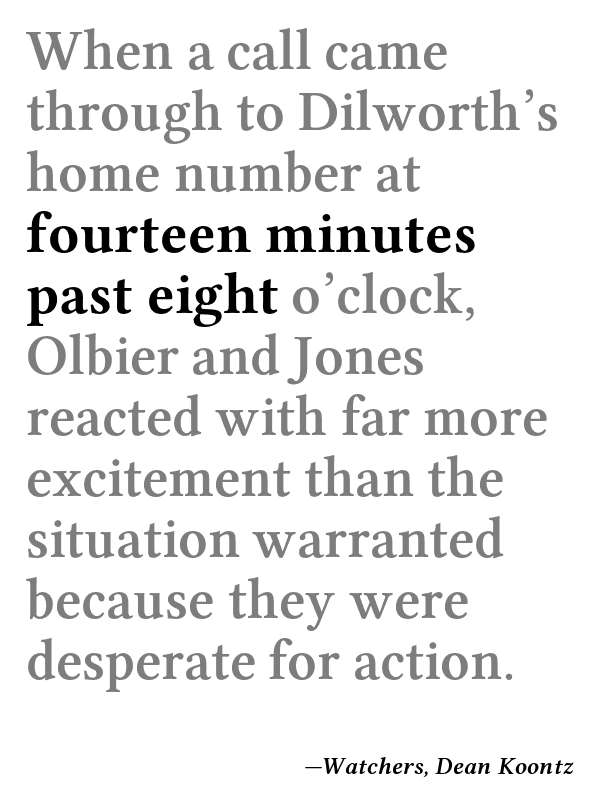 When a call came
through to Dilworth’s
home number at
fourteen minutes
past eight o’clock,
Olbier and Jones
reacted with far more
excitement than the
situation warranted
because they were
desperate for action.
—Watchers, Dean Koontz